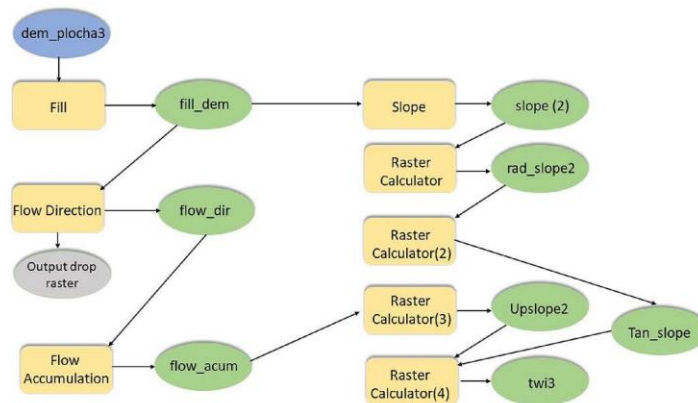 dem_plocha3
Fill
fill_dem
Slope
slope (2)
Raster
Calculator
rad_slope2
Flow Direction
flow_dir
Raster
Calculator(2)
Output drop
raster
Raster
Calculator(3)
Upslope2
Tan_slope
Flow
Accumulation
flow_acum
Raster
Calculator(4)
twi3